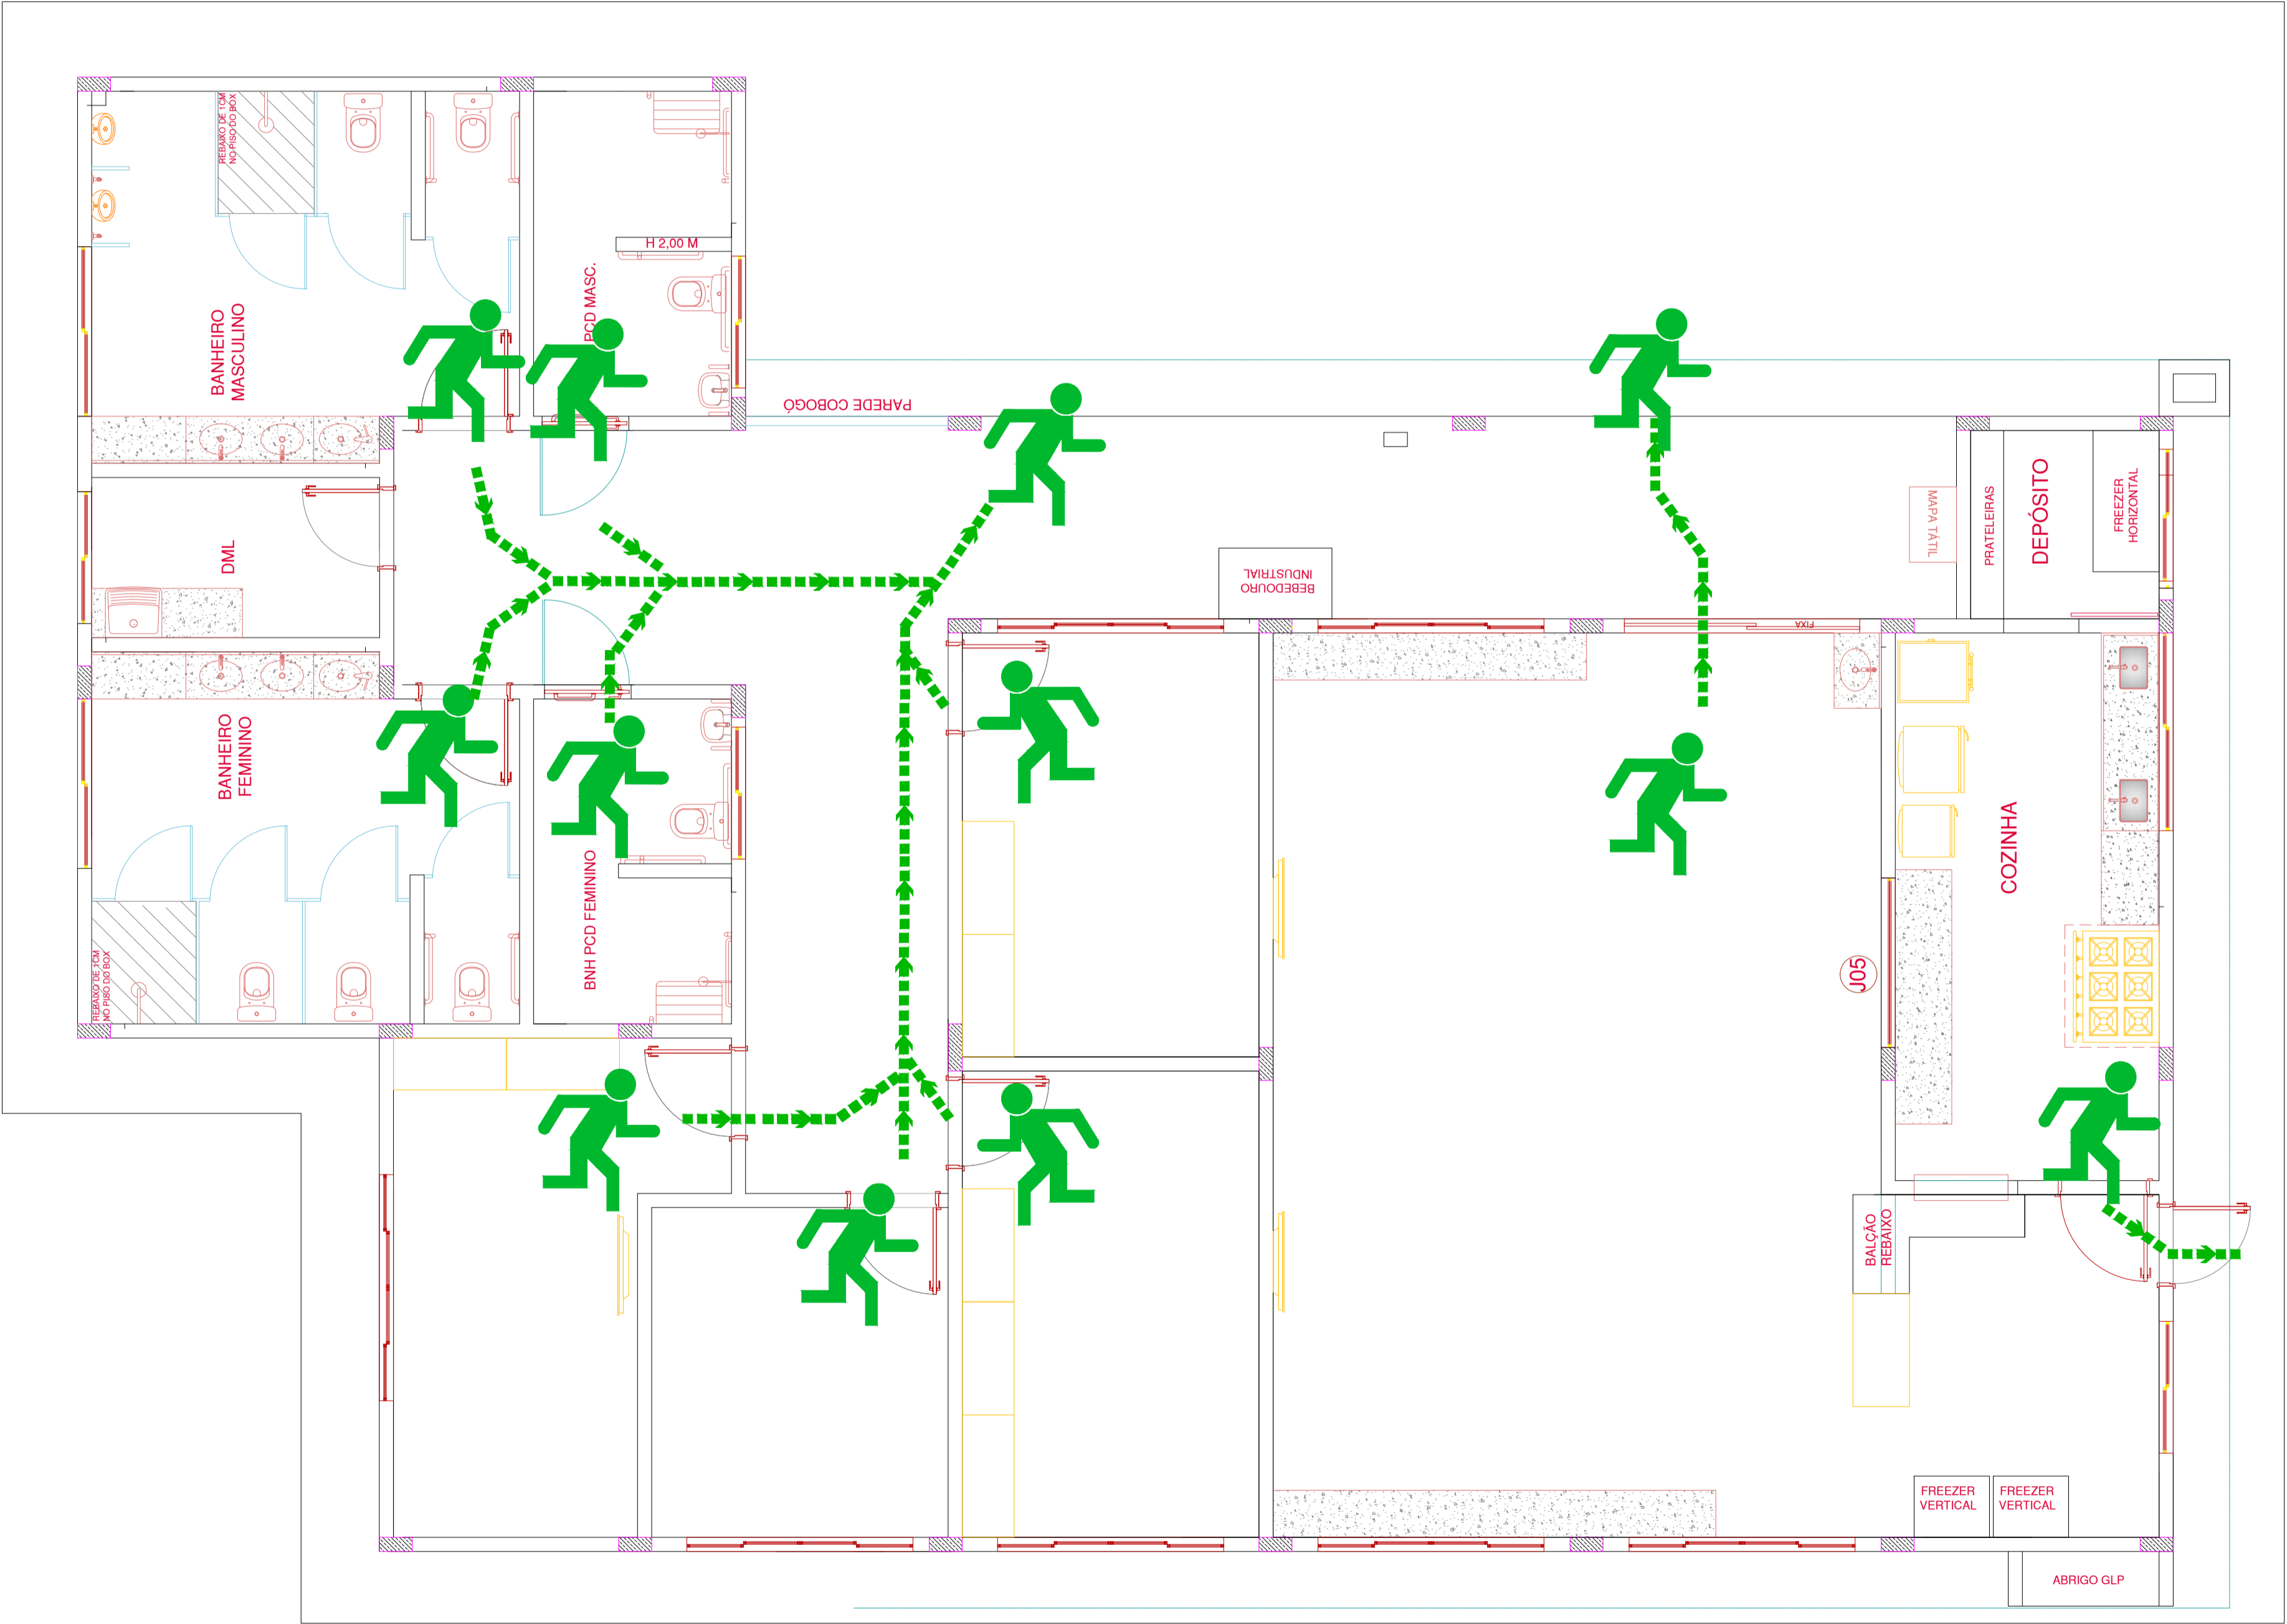 REBAIXO DE 1CM
NO PISO DO BOX
H 2,00 M
PCD MASC.
BANHEIRO
MASCULINO
PAREDE COBOGÓ
DML
BEBEDOURO
INDUSTRIAL
MAPA TÁTIL
PRATELEIRAS
DEPÓSITO
FREEZER
HORIZONTAL
FIXA
BANHEIRO
FEMININO
BNH PCD FEMININO
REBAIXO DE 1CM
NO PISO DO BOX
J05
COZINHA
BALÇÃO
REBAIXO
FREEZER
VERTICAL
FREEZER
VERTICAL
ABRIGO GLP